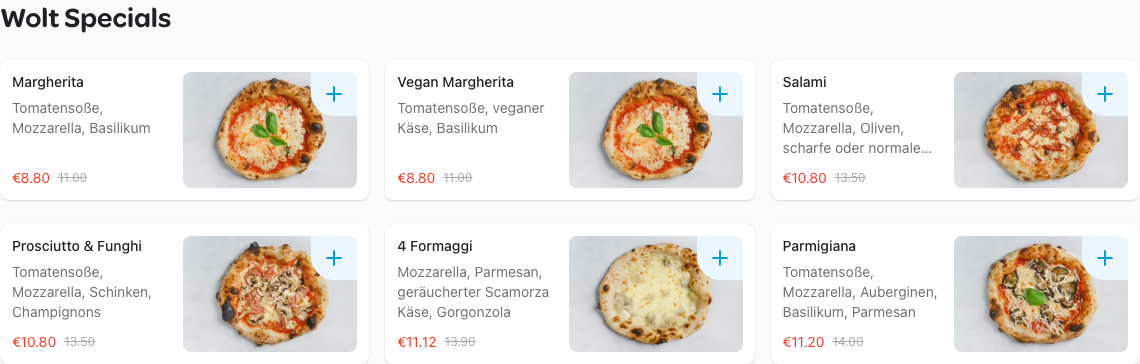 Wolt Specials
Margherita
Tomatensoße,
Mozzarella, Basilikum
€8.80 11.00
Vegan Margherita
Tomatensoße, veganer
Käse, Basilikum
€8.80 11.00
Salami
Tomatensoße,
Mozzarella, Oliven,
scharfe oder normale...
€10.80 13.50
Prosciutto & Funghi
Tomatensoße,
Mozzarella, Schinken,
Champignons
€10.80 13.50
4 Formaggi
Mozzarella, Parmesan,
geräucherter Scamorza
Käse, Gorgonzola
€11.12 13.90
Parmigiana
Tomatensoße,
Mozzarella, Auberginen,
Basilikum, Parmesan
€11.20 14.00